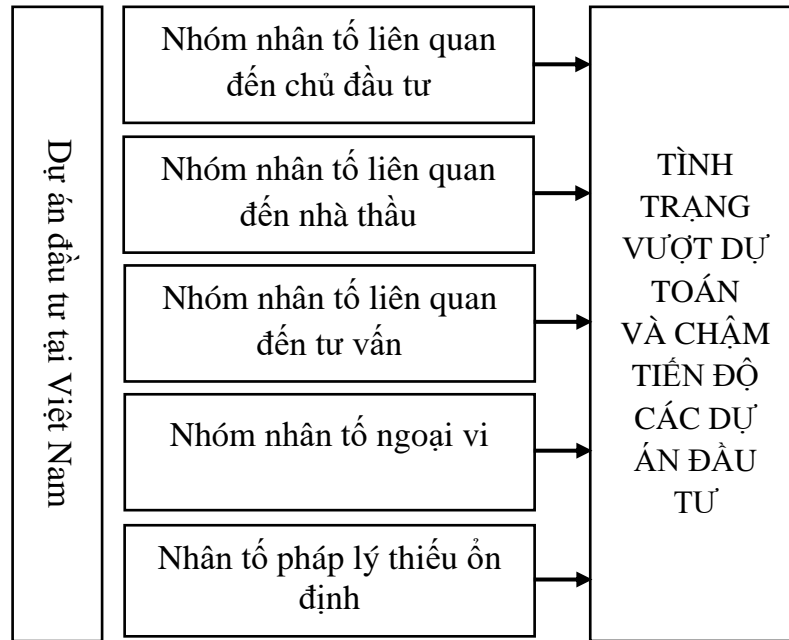 Dự án đầu tư tại Việt Nam
Nhóm nhân tố liên quan
đến chủ đầu tư
Nhóm nhân tố liên quan
đến nhà thầu
Nhóm nhân tố liên quan
đến tư vấn
Nhóm nhân tố ngoại vi
Nhân tố pháp lý thiếu ổn
định
TÌNH
TRẠNG
VƯỢT DỰ
TOÁN
VÀ CHẬM
TIẾN ĐỘ
CÁC DỰ
ÁN ĐẦU
TƯ